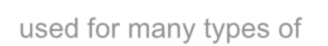 used for many types of